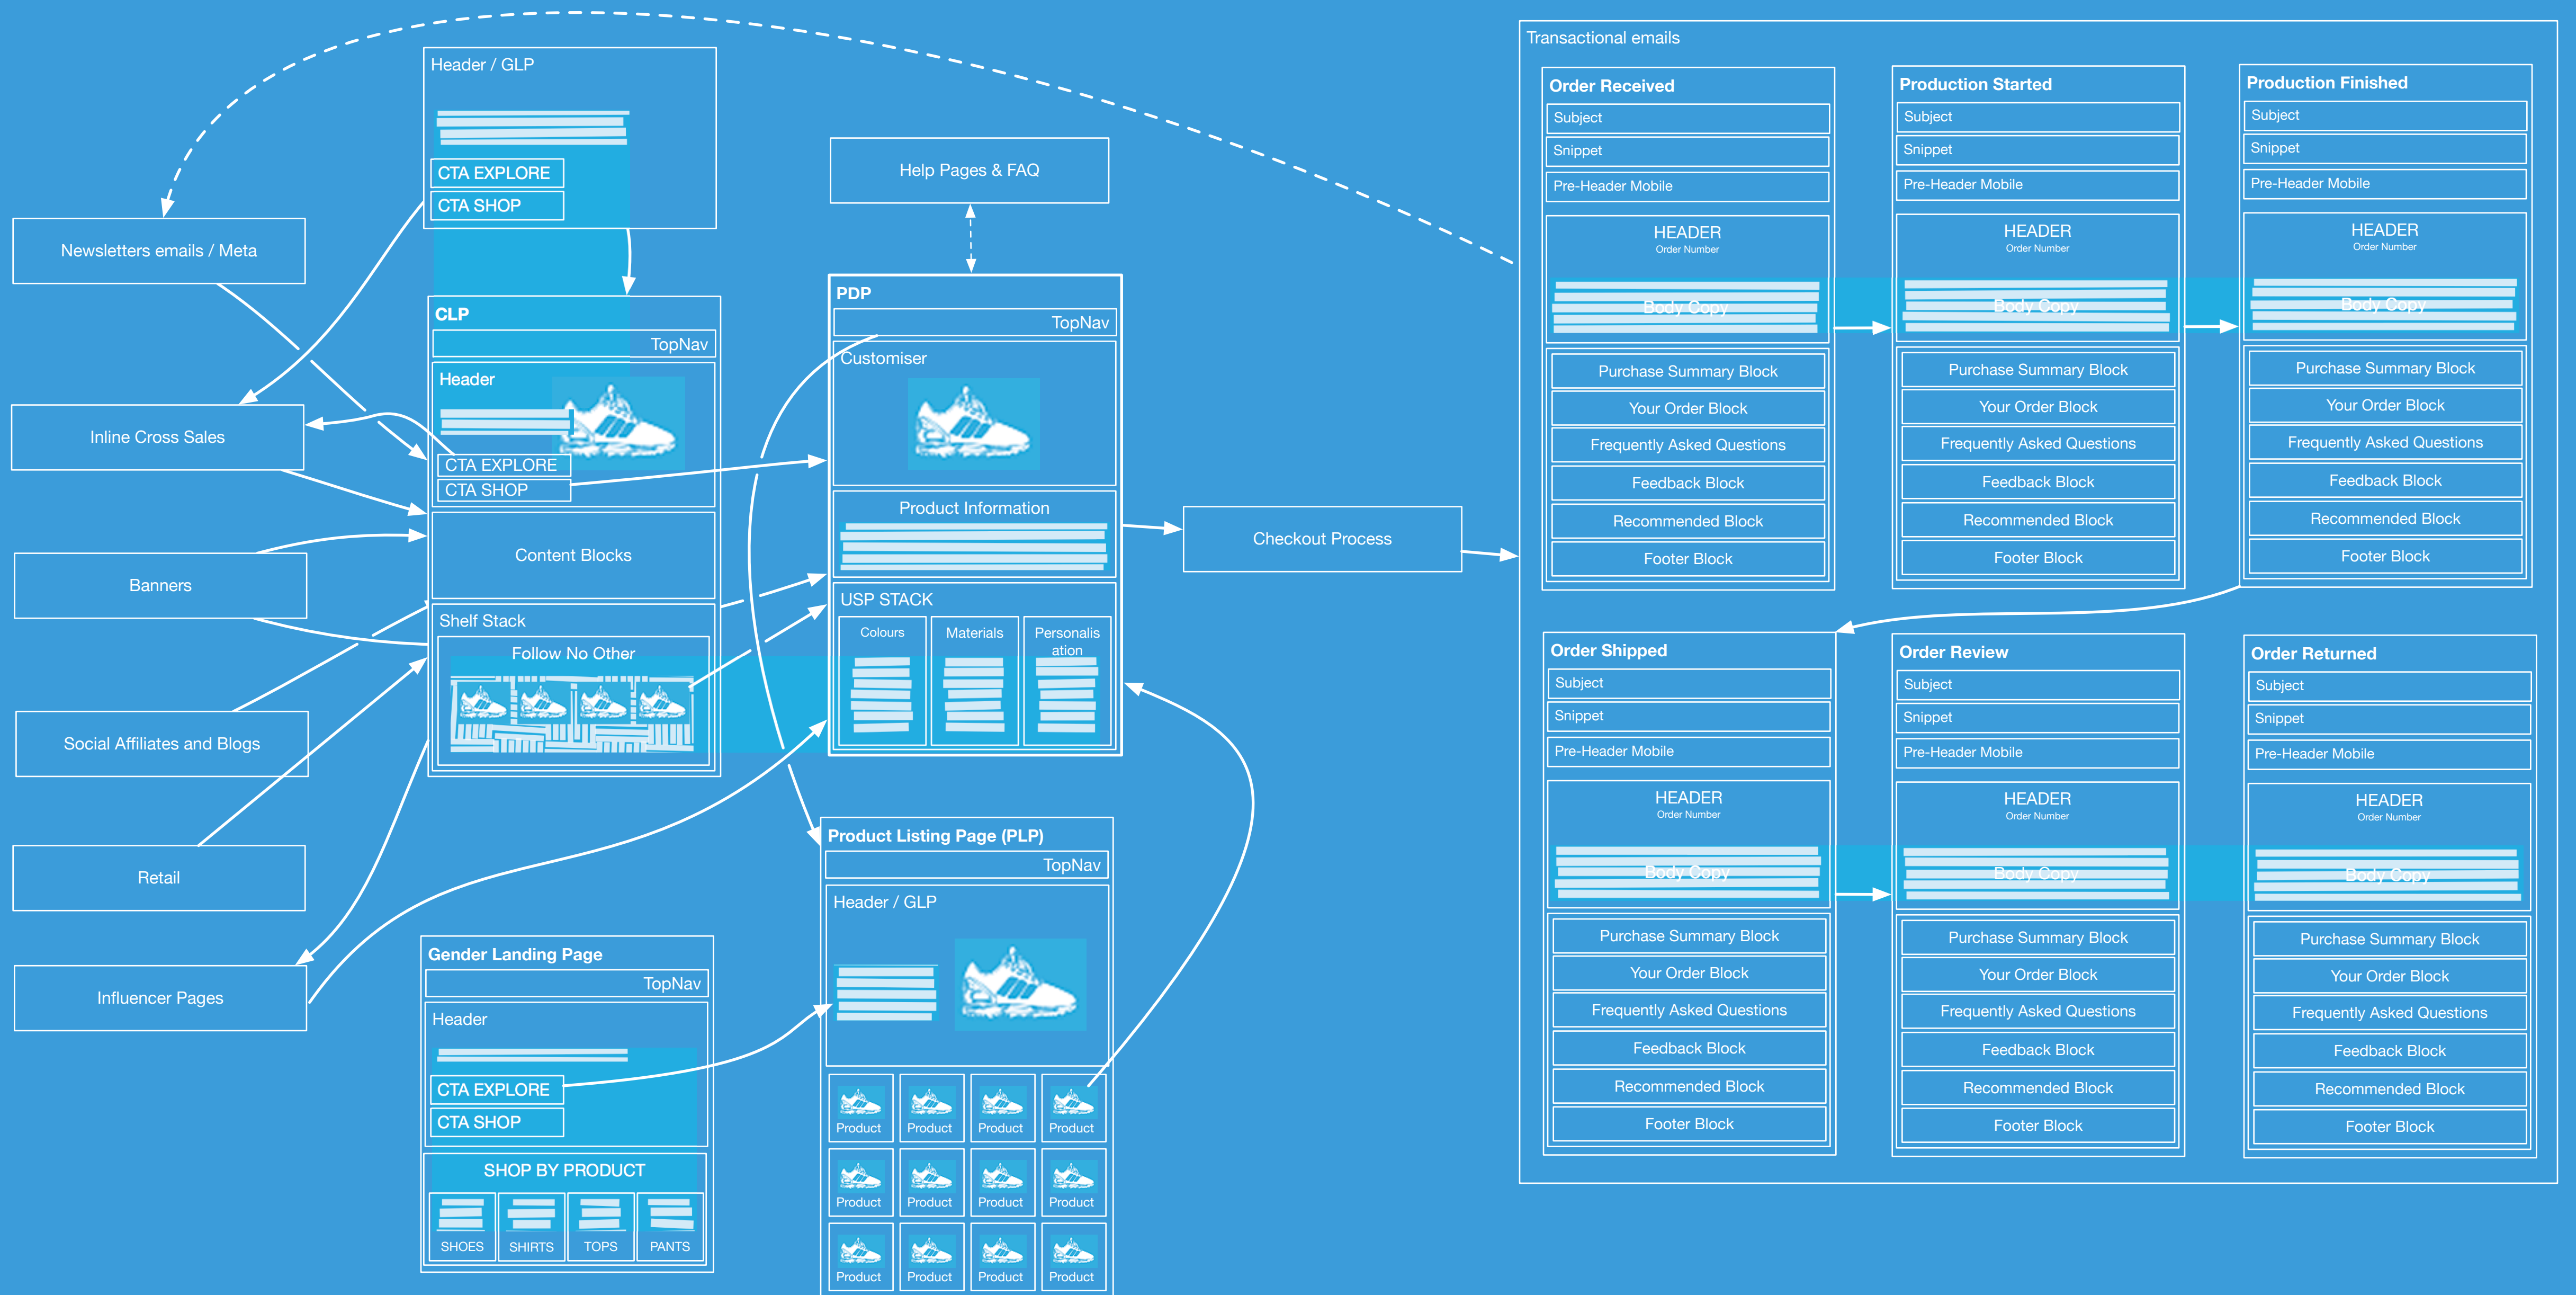 Header / GLP
CTA EXPLORE
CTA SHOP
Newsletters emails / Meta
Inline Cross Sales
Banners
Social Affiliates and Blogs
Retail
Influencer Pages
CLP
TopNav
Header
CTA EXPLORE
CTA SHOP
Content Blocks
Shelf Stack
Follow No Other
Gender Landing Page
TopNav
Header
CTA EXPLORE
CTA SHOP
SHOP BY PRODUCT
SHOES
SHIRTS
TOPS
PANTS
Help Pages & FAQ
PDP
TopNav
Customiser
Product Information
USP STACK
Colours
Materials
Personalis
ation
Product Listing Page (PLP)
TopNav
Header / GLP
Product
Product
Product
Product
Product
Product
Product
Product
Product
Product
Product
Product
Checkout Process
Transactional emails
Order Received
Subject
Snippet
Pre-Header Mobile
HEADER
Order Number
Body Copy
Purchase Summary Block
Your Order Block
Frequently Asked Questions
Feedback Block
Recommended Block
Footer Block
Production Started
Subject
Snippet
Pre-Header Mobile
HEADER
Order Number
Body Copy
Purchase Summary Block
Your Order Block
Frequently Asked Questions
Feedback Block
Recommended Block
Footer Block
Production Finished
Subject
Snippet
Pre-Header Mobile
HEADER
Order Number
Body Copy
Purchase Summary Block
Your Order Block
Frequently Asked Questions
Feedback Block
Recommended Block
Footer Block
Order Shipped
Subject
Snippet
Pre-Header Mobile
HEADER
Order Number
Body Copy
Purchase Summary Block
Your Order Block
Frequently Asked Questions
Feedback Block
Recommended Block
Footer Block
Order Review
Subject
Snippet
Pre-Header Mobile
HEADER
Order Number
Body Copy
Purchase Summary Block
Your Order Block
Frequently Asked Questions
Feedback Block
Recommended Block
Footer Block
Order Returned
Subject
Snippet
Pre-Header Mobile
HEADER
Order Number
Body Copy
Purchase Summary Block
Your Order Block
Frequently Asked Questions
Feedback Block
Recommended Block
Footer Block